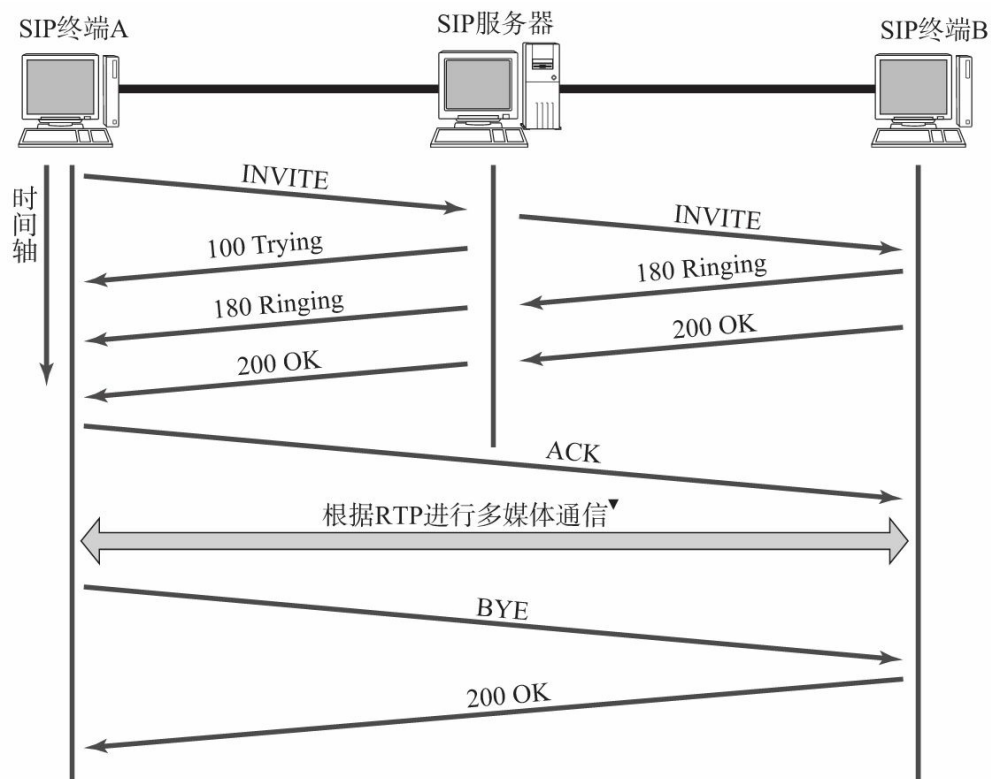 SIP终端A
SIP服务器
SIP终端B
时间轴
INVITE
INVITE
100 Trying
180 Ringing
180 Ringing
200 OK
200 OK
ACK
根据RTP进行多媒体通信▼
BYE
200 OK